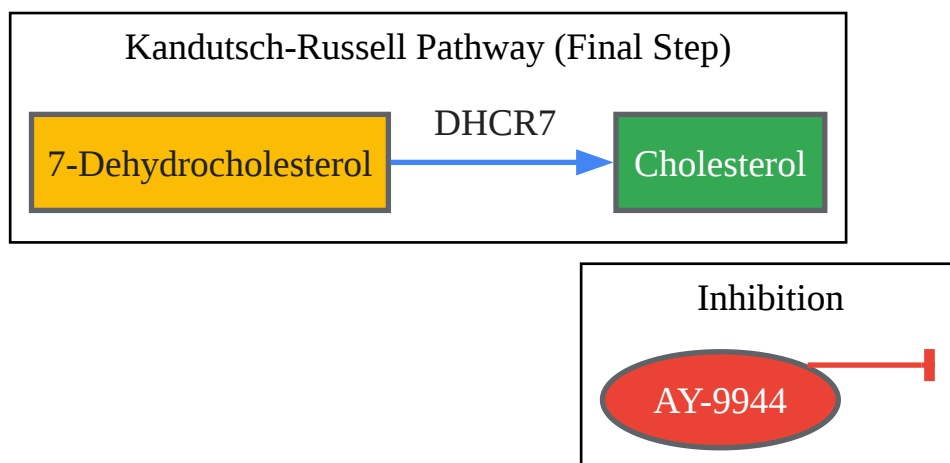 Kandutsch-Russell Pathway (Final Step)
DHCR7
7-Dehydrocholesterol
Cholesterol
Inhibition
AY-9944